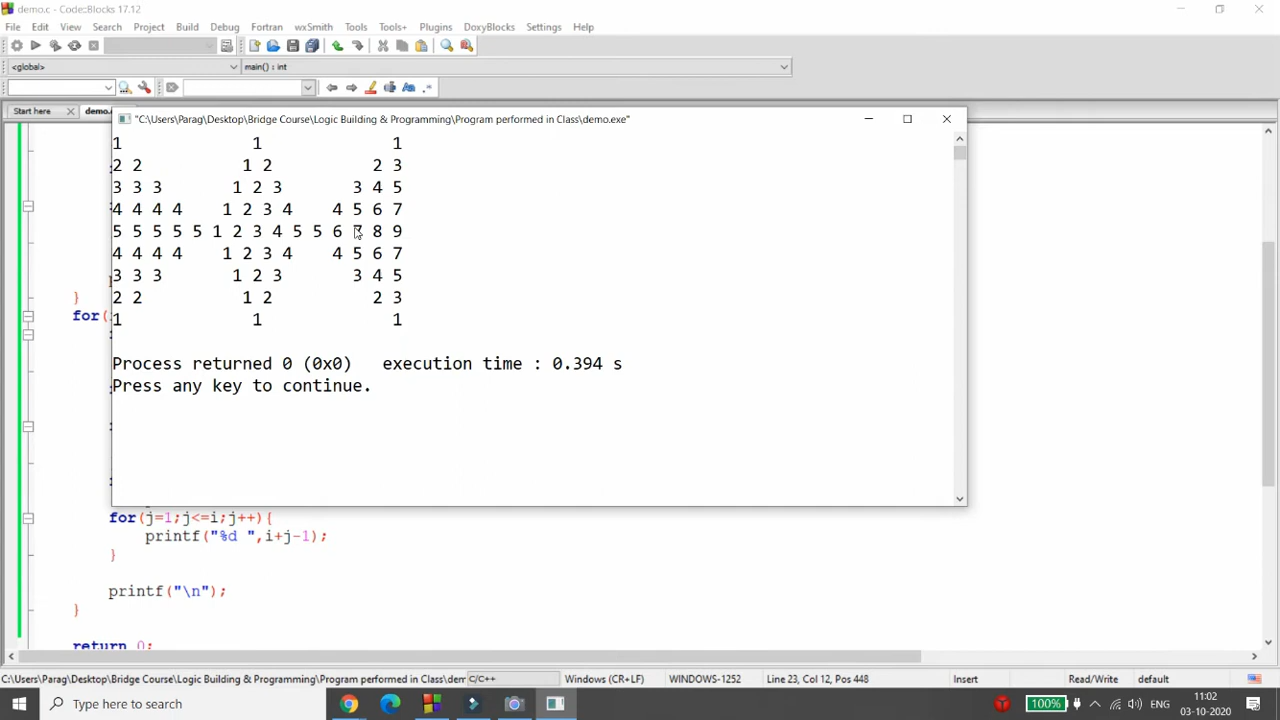 demo.c - Code::Blocks 17.12
File Edit View Search Project Build Debug Fortran wxSmith Tools Tools+ Plugins DoxyBlocks Settings Help
<global> main() : int
Start here demo.
"C:\Users\Parag\Desktop\Bridge Course\Logic Building & Programming\Program performed in Class\demo.exe"
1 1 1
2 2 1 2 2 3
3 3 3 1 2 3 3 4 5
4 4 4 4 1 2 3 4 4 5 6 7
5 5 5 5 5 1 2 3 4 5 5 6 7 8 9
4 4 4 4 1 2 3 4 4 5 6 7
3 3 3 1 2 3 3 4 5
2 2 1 2 2 3
1 1 1
Process returned 0 (0x0) execution time : 0.394 s
Press any key to continue.
}
for(
for(j=1;j<=i;j++){
printf("%d ",i+j-1);
}
printf("\n");
}
return 0;
C:\Users\Parag\Desktop\Bridge Course\Logic Building & Programming\Program performed in Class\dem C/C++ Windows (CR+LF) WINDOWS-1252 Line 23, Col 12, Pos 448 Insert Read/Write default
Type here to search 100% ENG 11:02
03-10-2020